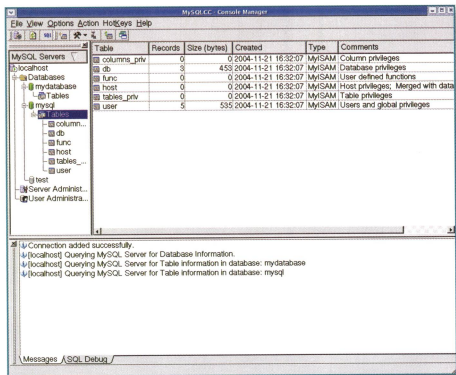 MySQLCC - Console Manager
File View Options Action HotKeys Help
MySQL Servers
localhost
Databases
mydatabase
Tables
mysql
Tables
column...
db
func
host
tables_...
user
test
Server Administ...
User Administra...
Table Records Size (bytes) Created Type Comments
columns_priv 0 0 2004-11-21 16:32:07 MyISAM Column privileges
db 3 453 2004-11-21 16:32:07 MyISAM Database privileges
func 0 0 2004-11-21 16:32:07 MyISAM User defined functions
host 0 0 2004-11-21 16:32:07 MyISAM Host privileges; Merged with data
tables_priv 0 0 2004-11-21 16:32:07 MyISAM Table privileges
user 5 535 2004-11-21 16:32:07 MyISAM Users and global privileges
Connection added successfully.
[localhost] Querying MySQL Server for Database Information.
[localhost] Querying MySQL Server for Table information in database: mydatabase
[localhost] Querying MySQL Server for Table information in database: mysql
Messages SQL Debug